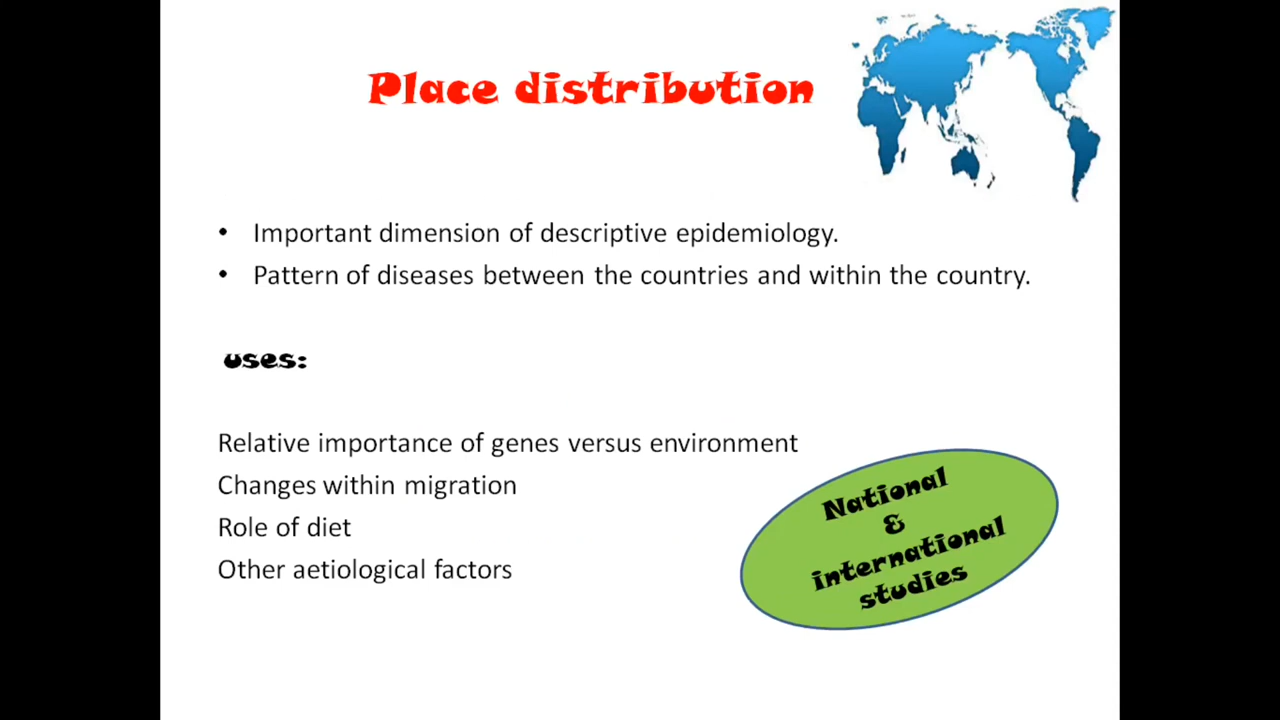 Place distribution
• Important dimension of descriptive epidemiology.
• Pattern of diseases between the countries and within the country.
uses:
Relative importance of genes versus environment
Changes within migration
Role of diet
Other aetiological factors
National
&
international
studies